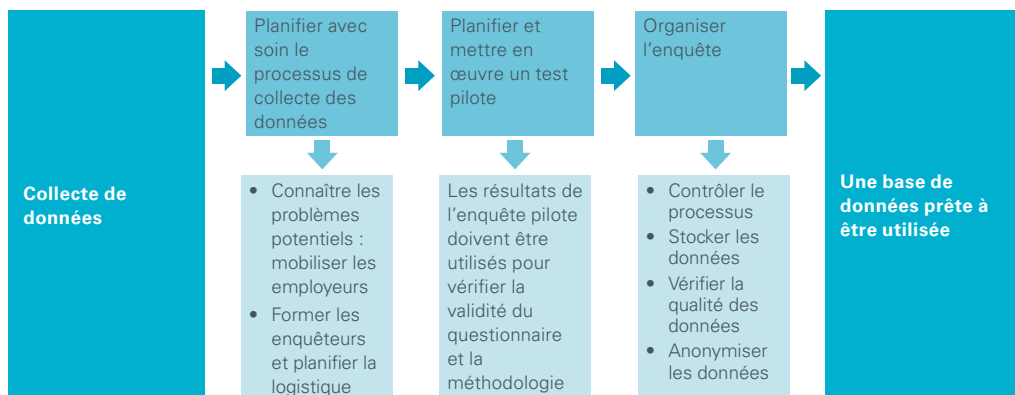 Collecte de
données
Planifier avec
soin le
processus de
collecte des
données
• Connaître les
problèmes
potentiels :
mobiliser les
employeurs
• Former les
enquêteurs
et planifier la
logistique
Planifier et
mettre en
œuvre un test
pilote
Les résultats de
l’enquête pilote
doivent être
utilisés pour
vérifier la
validité du
questionnaire
et la
méthodologie
Organiser
l’enquête
• Contrôler le
processus
• Stocker les
données
• Vérifier la
qualité des
données
• Anonymiser
les données
Une base de
données prête à
être utilisée